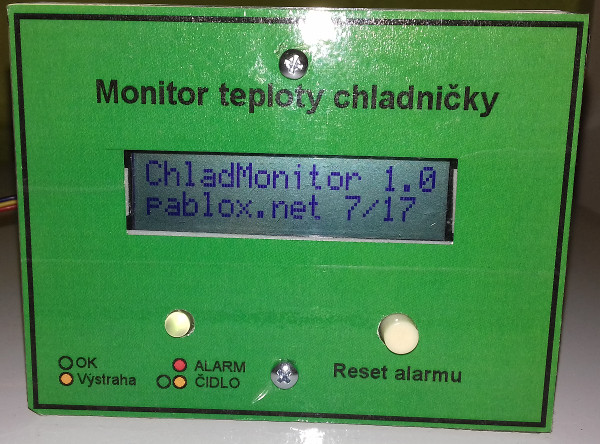 Monitor teploty chladničky
ChladMonitor 1.0
pablox.net 7/17
OK
Výstraha
ALARM
ČIDLO
Reset alarmu